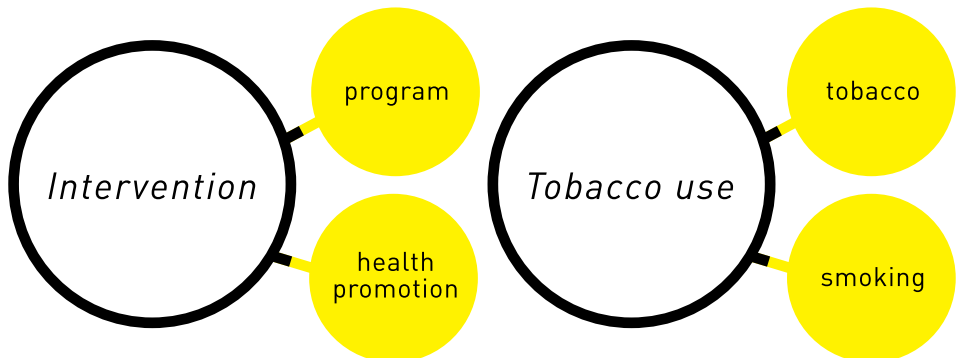 Intervention
program
health
promotion
Tobacco use
tobacco
smoking